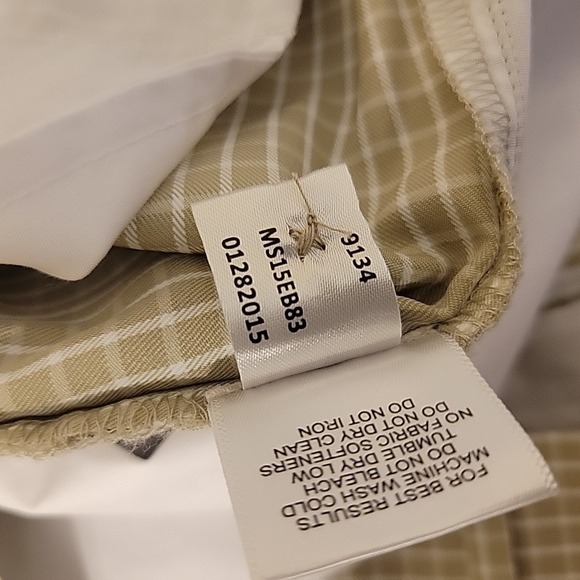 9134
MS15EB83
01282015
FOR BEST RESULTS
MACHINE WASH COLD
DO NOT BLEACH
TUMBLE DRY LOW
NO FABRIC SOFTENERS
DO NOT DRY CLEAN
DO NOT IRON